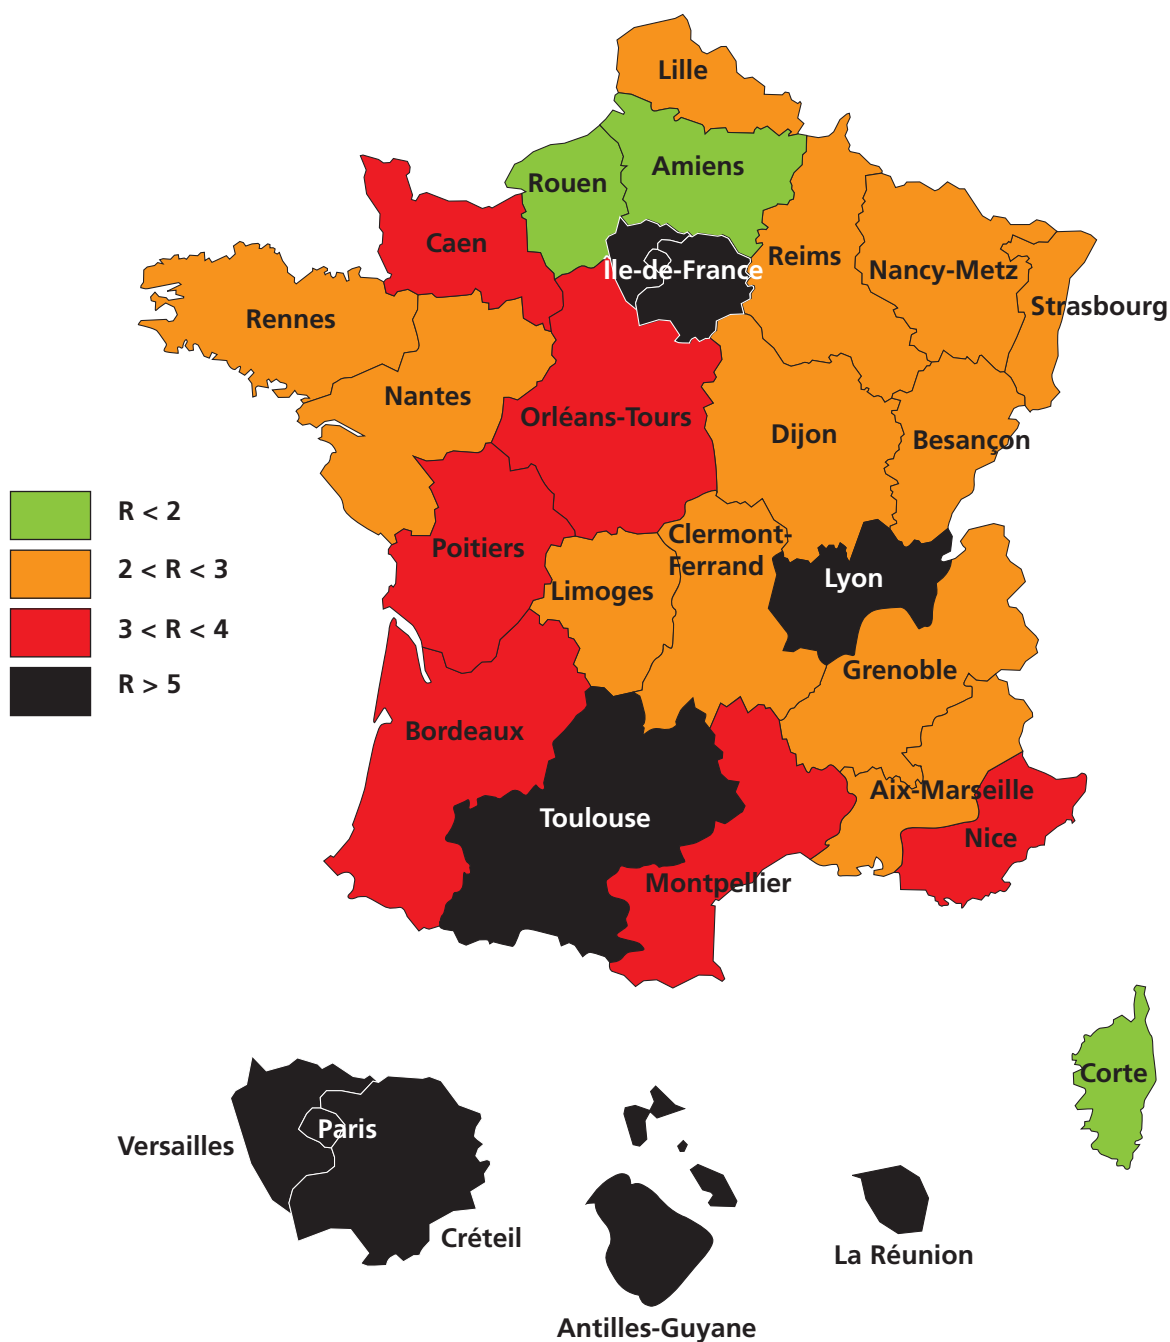 Lille
Amiens
Rouen
Caen
Île-de-France
Reims
Nancy-Metz
Strasbourg
Rennes
Nantes
Orléans-Tours
Dijon
Besançon
R < 2
2 < R < 3
3 < R < 4
R > 5
Poitiers
Clermont-
Ferrand
Limoges
Lyon
Grenoble
Bordeaux
Toulouse
Aix-Marseille
Nice
Montpellier
Corte
Paris
Versailles
Créteil
La Réunion
Antilles-Guyane